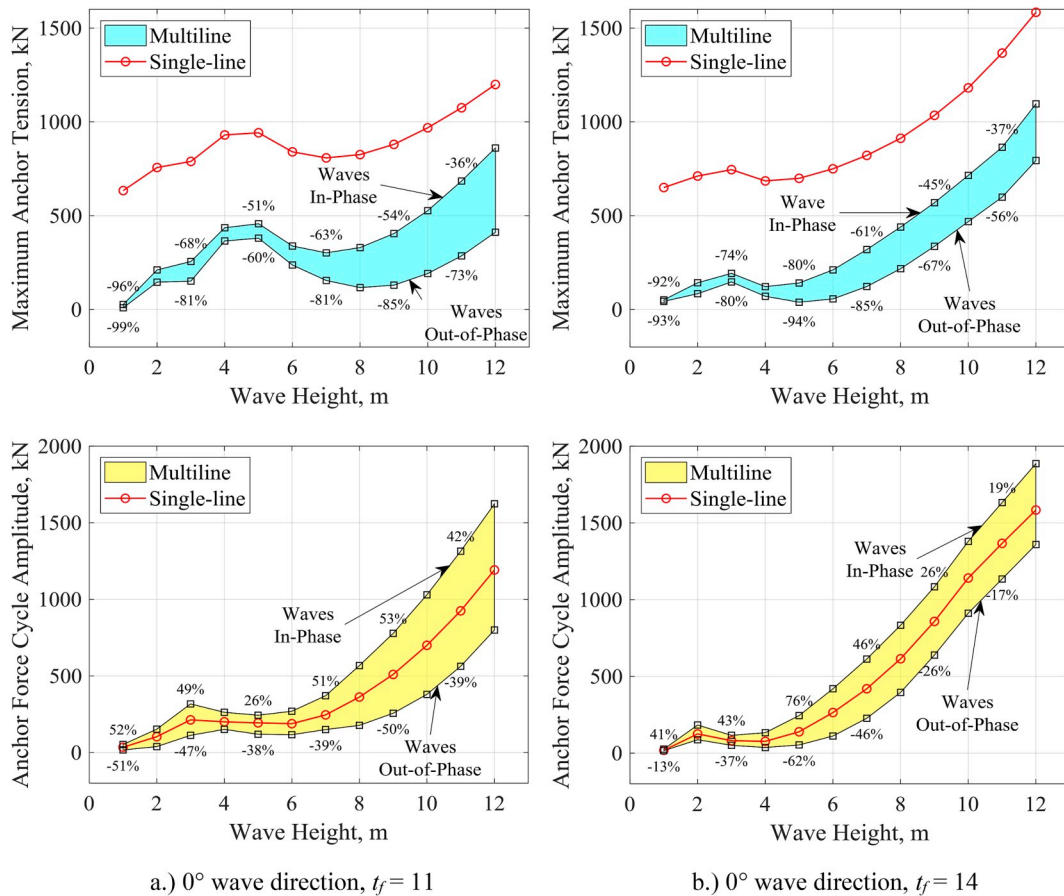 Maximum Anchor Tension, kN
1500
1000
500
0
Multiline
Single-line
-96%
-99%
-68%
-81%
-51%
-60%
-63%
-81%
-54%
-85%
-36%
-73%
Waves
In-Phase
Waves
Out-of-Phase
0 2 4 6 8 10 12
Wave Height, m
Maximum Anchor Tension, kN
1500
1000
500
0
Multiline
Single-line
-92%
-93%
-74%
-80%
-80%
-94%
-61%
-85%
-45%
-67%
-37%
-56%
Wave
In-Phase
Waves
Out-of-Phase
0 2 4 6 8 10 12
Wave Height, m
Anchor Force Cycle Amplitude, kN
2000
1500
1000
500
0
Multiline
Single-line
52%
-51%
49%
-47%
26%
-38%
51%
-39%
53%
-50%
42%
-39%
Waves
In-Phase
Waves
Out-of-Phase
0 2 4 6 8 10 12
Wave Height, m
Anchor Force Cycle Amplitude, kN
2000
1500
1000
500
0
Multiline
Single-line
41%
-13%
43%
-37%
76%
-62%
46%
-46%
26%
-26%
19%
-17%
Waves
In-Phase
Waves
Out-of-Phase
0 2 4 6 8 10 12
Wave Height, m
a.) 0° wave direction, t_f = 11
b.) 0° wave direction, t_f = 14